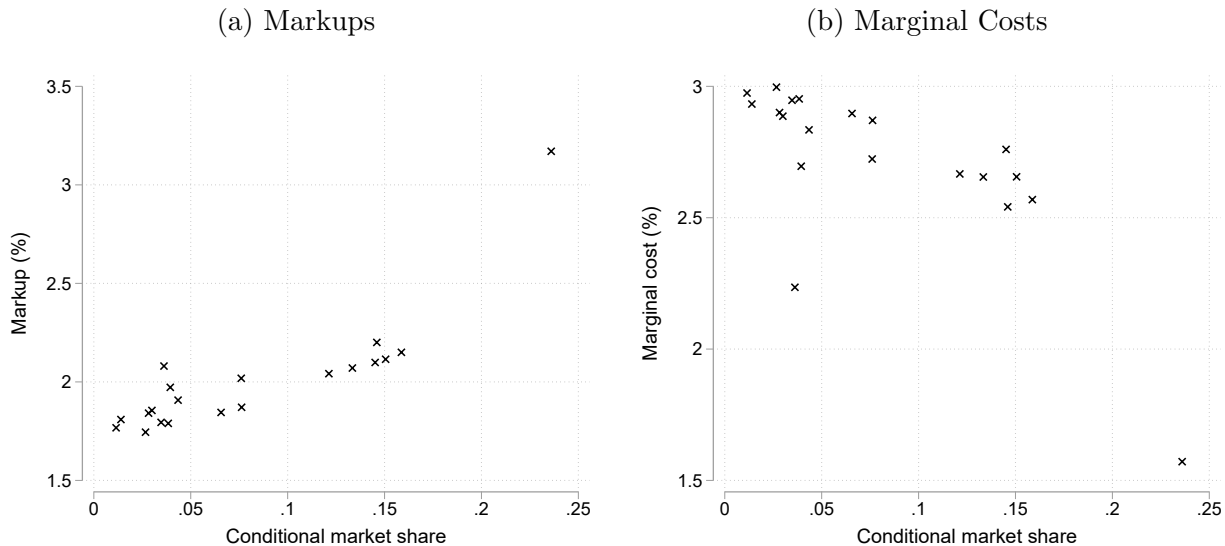 (a) Markups
3.5
3
2.5
2
1.5
Markup (%)
0 .05 .1 .15 .2 .25
Conditional market share
(b) Marginal Costs
3
2.5
2
1.5
Marginal cost (%)
0 .05 .1 .15 .2 .25
Conditional market share